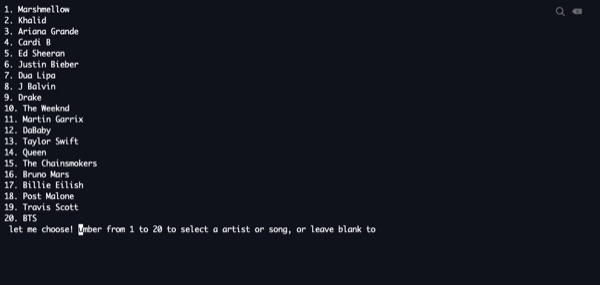 1. Marshmellow
2. Khalid
3. Ariana Grande
4. Cardi B
5. Ed Sheeran
6. Justin Bieber
7. Dua Lipa
8. J Balvin
9. Drake
10. The Weeknd
11. Martin Garrix
12. DaBaby
13. Taylor Swift
14. Queen
15. The Chainsmokers
16. Bruno Mars
17. Billie Eilish
18. Post Malone
19. Travis Scott
20. BTS
let me choose! umber from 1 to 20 to select a artist or song, or leave blank to